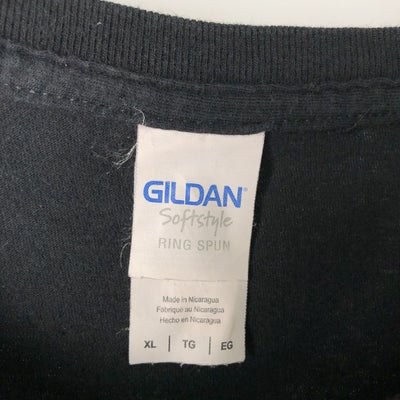 GILDAN®
Softstyle
RING SPUN
Made in Nicaragua
Fabriqué au Nicaragua
Hecho en Nicaragua
XL | TG | EG